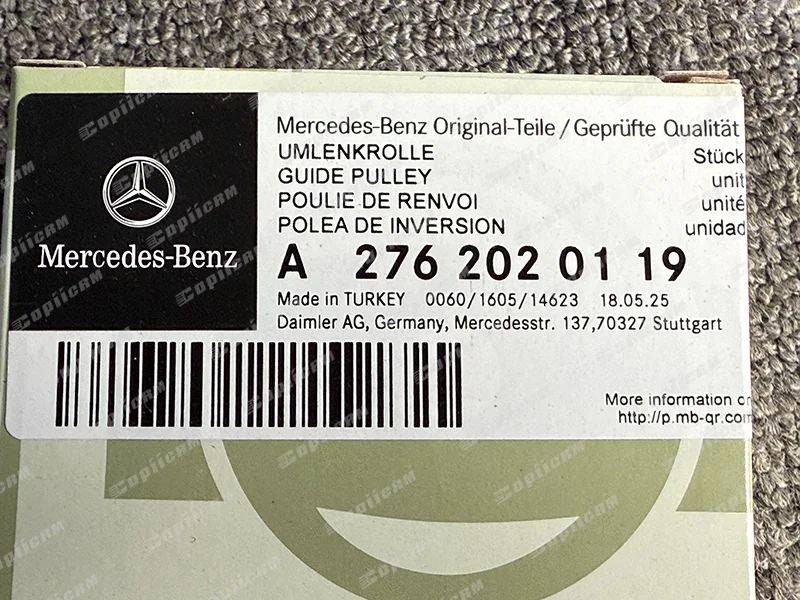 Mercedes-Benz
Mercedes-Benz Original-Teile / Geprüfte Qualität
UMLENKROLLE Stück
GUIDE PULLEY unit
POULIE DE RENVOI unité
POLEA DE INVERSION unidad
A 276 202 01 19
Made in TURKEY 0060/1605/14623 18.05.25
Daimler AG, Germany, Mercedesstr. 137,70327 Stuttgart
More information
http://p.mb-qr.com
CopiiCAM